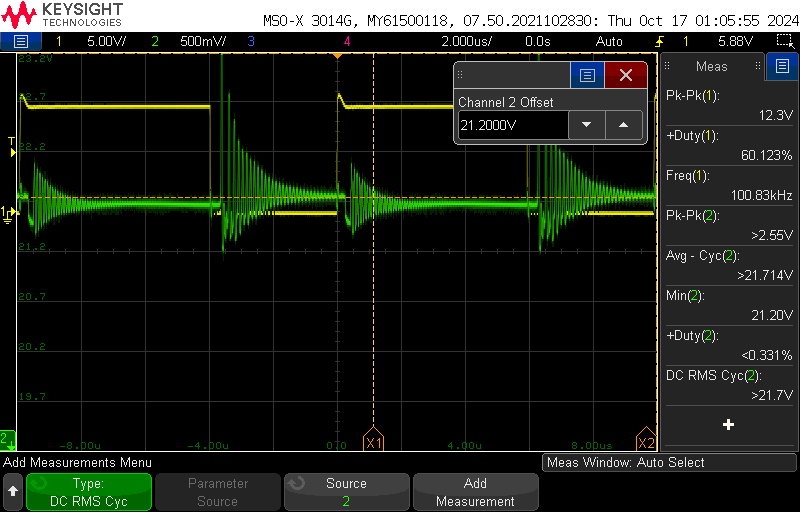 KEYSIGHT
TECHNOLOGIES
MSO-X 3014G, MY61500118, 07.50.2021102830: Thu Oct 17 01:05:55 2024
1 5.00V/ 2 500mV/ 3 4 2.000us/ 0.0s Auto 1 5.88V
23.2V
22.7
22.2
21.2
20.7
20.2
19.7
T
1
2
-8.00u -4.00u 0.0 4.00u 8.00u
X1
X2
Channel 2 Offset
21.2000V
Meas
Pk-Pk(1):
12.3V
+Duty(1):
60.123%
Freq(1):
100.83kHz
Pk-Pk(2):
>2.55V
Avg - Cyc(2):
>21.714V
Min(2):
21.20V
+Duty(2):
<0.331%
DC RMS Cyc(2):
>21.7V
Add Measurements Menu
Meas Window: Auto Select
Type:
DC RMS Cyc
Parameter
Source
Source
2
Add
Measurement